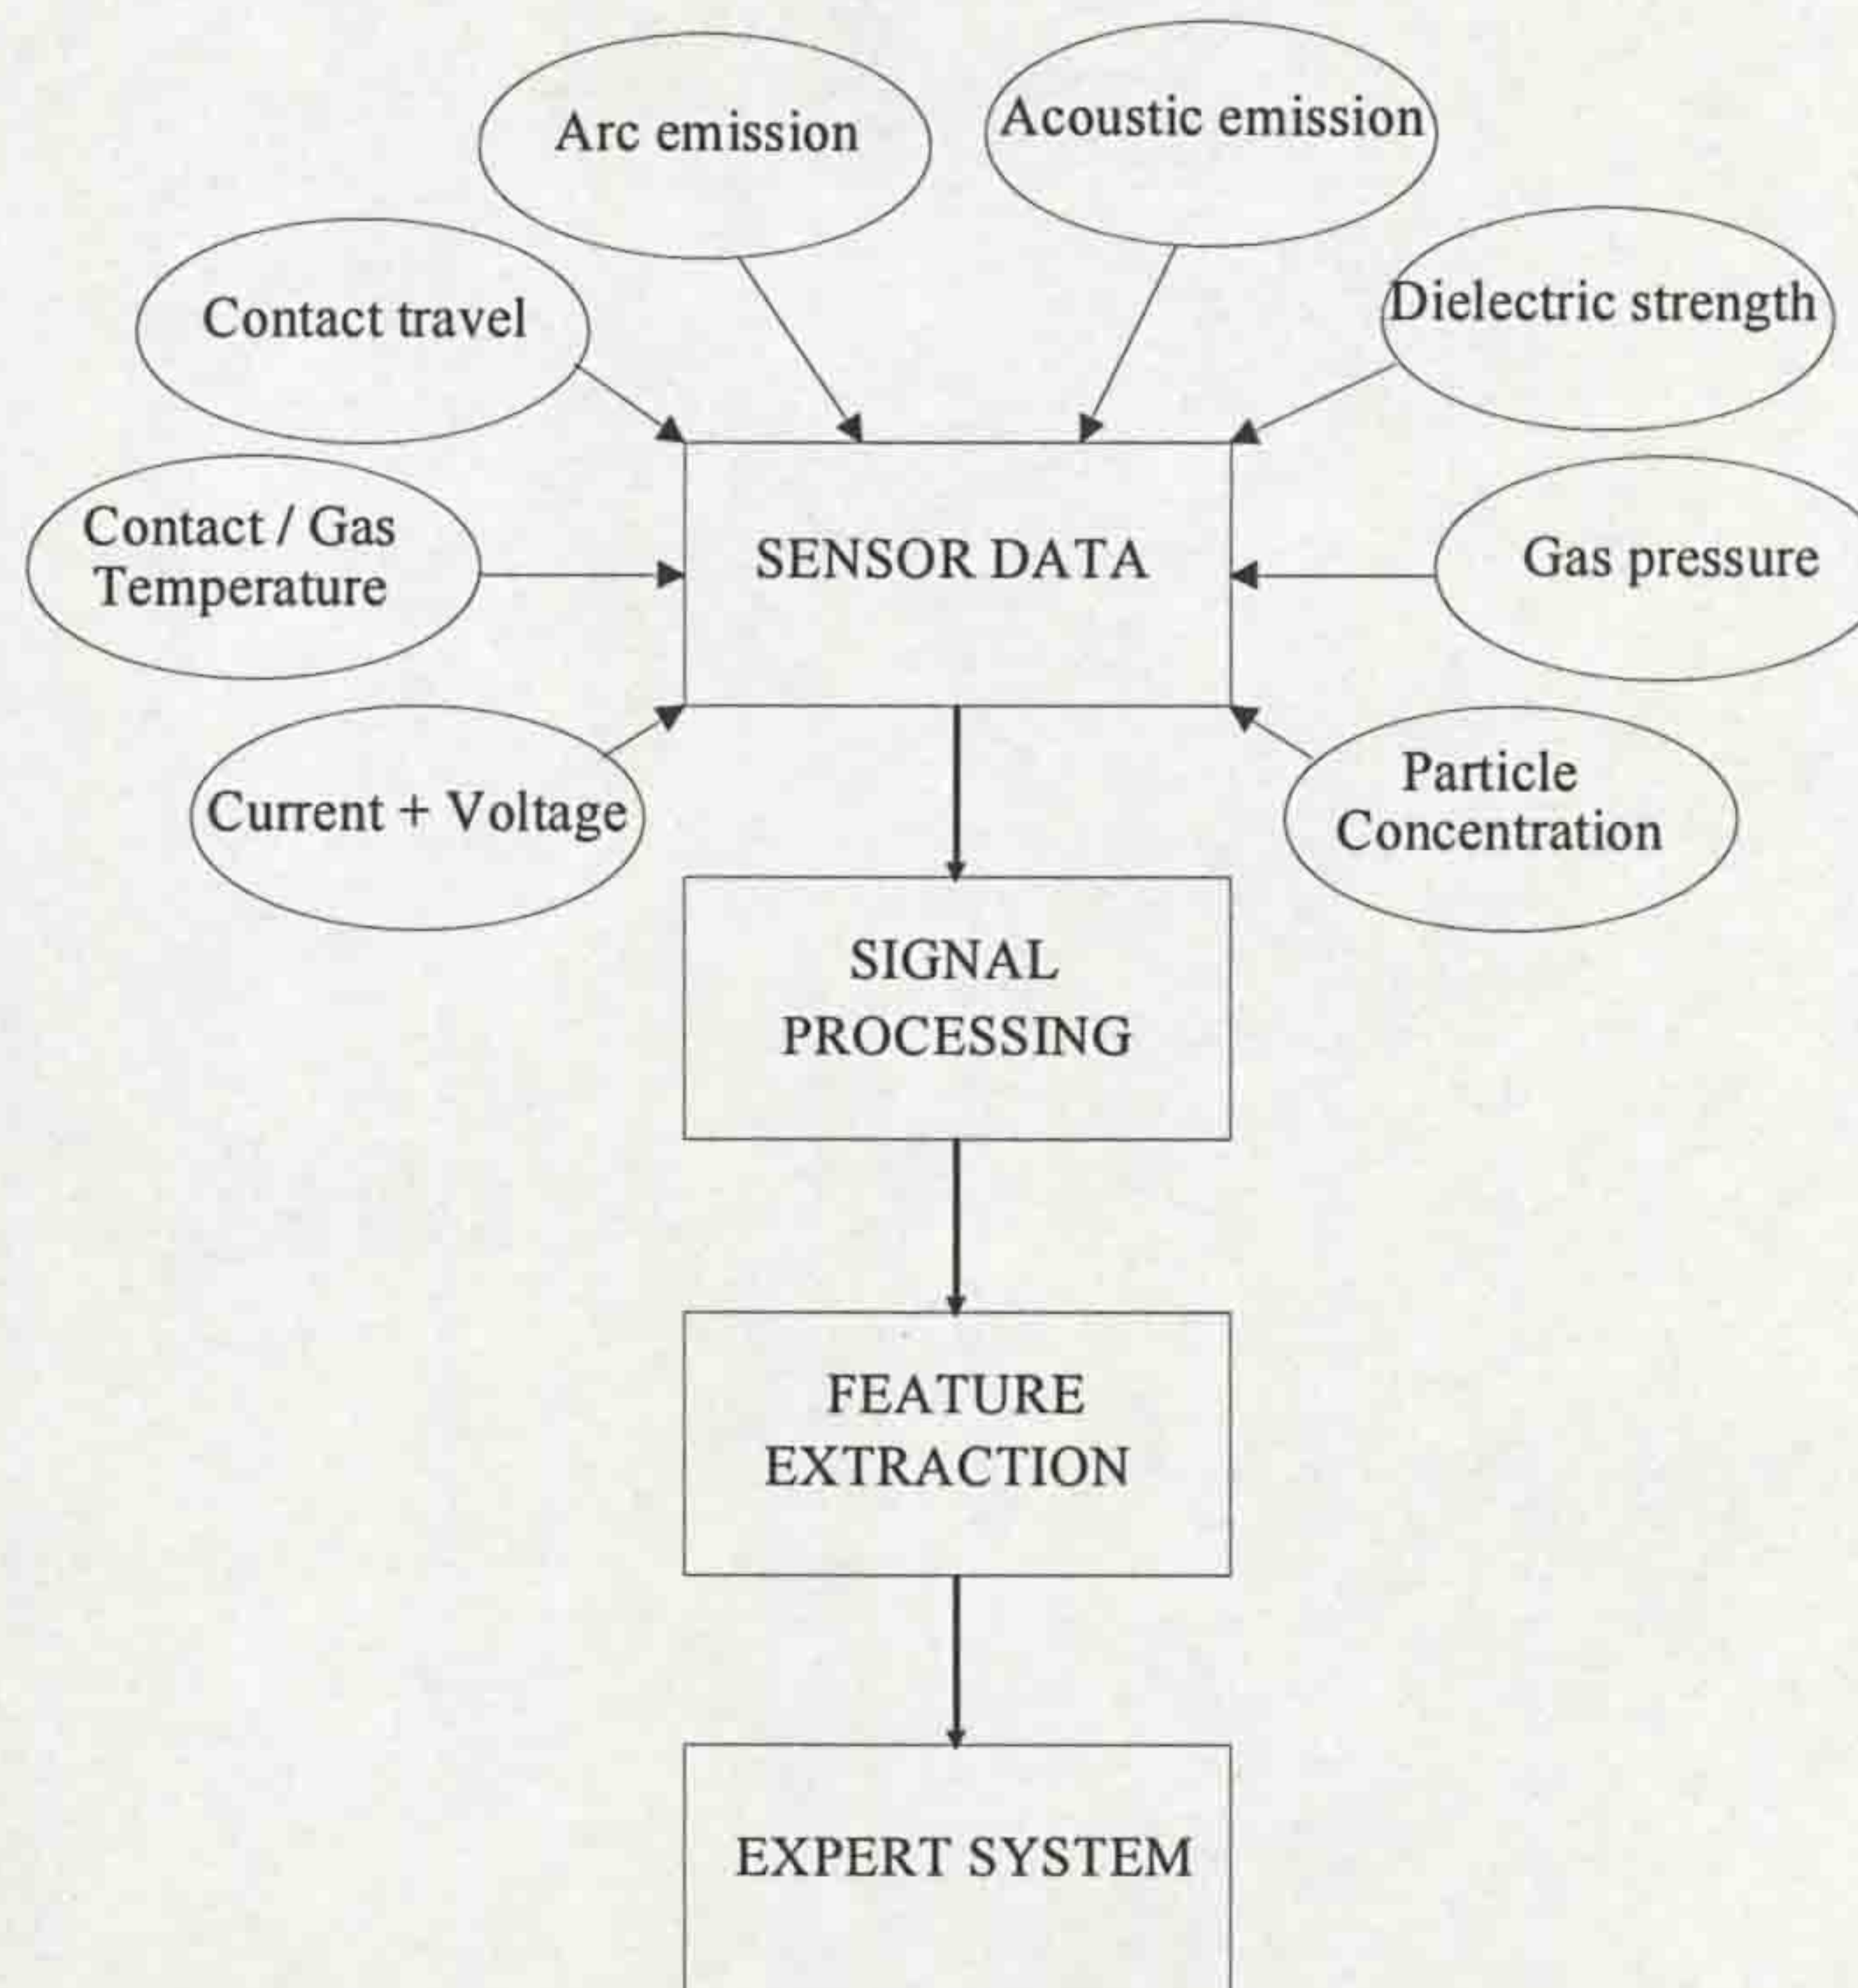 Arc emission
Acoustic emission
Contact travel
Dielectric strength
Contact / Gas
Temperature
SENSOR DATA
Gas pressure
Current + Voltage
Particle
Concentration
SIGNAL
PROCESSING
FEATURE
EXTRACTION
EXPERT SYSTEM